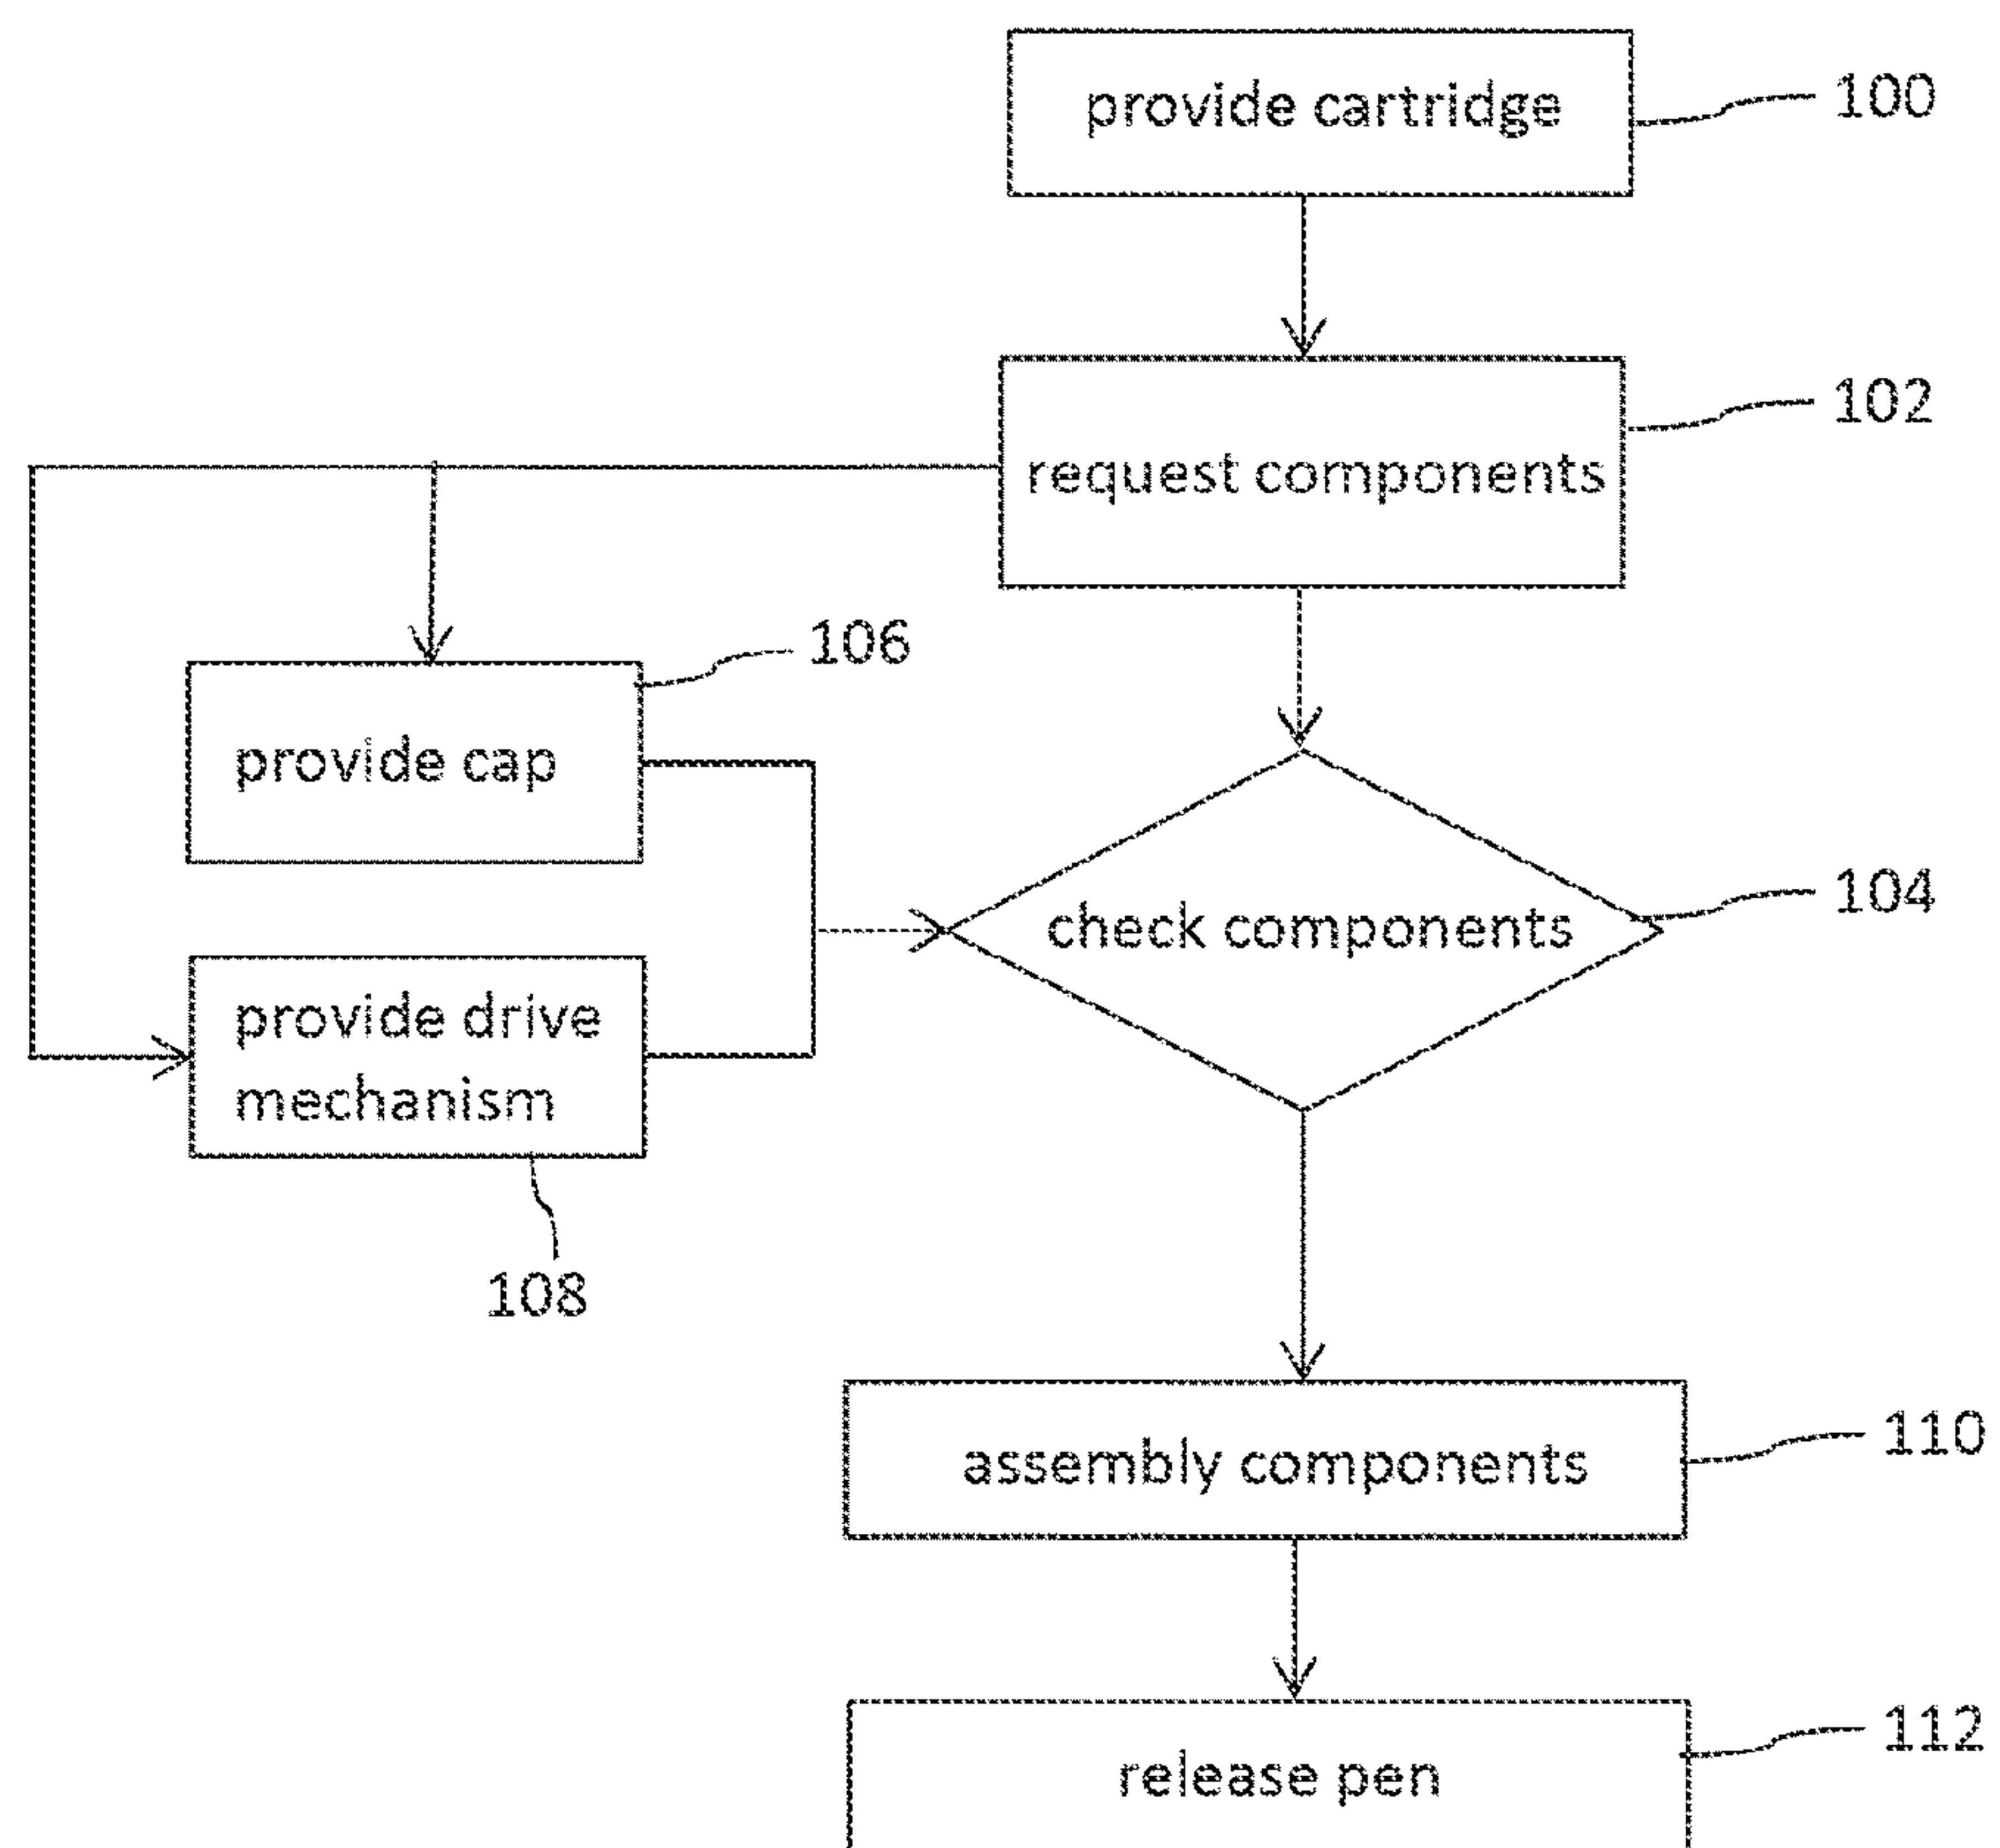 provide cartridge
100
request components
102
provide cap
106
check components
104
provide drive
mechanism
108
assembly components
110
release pen
112